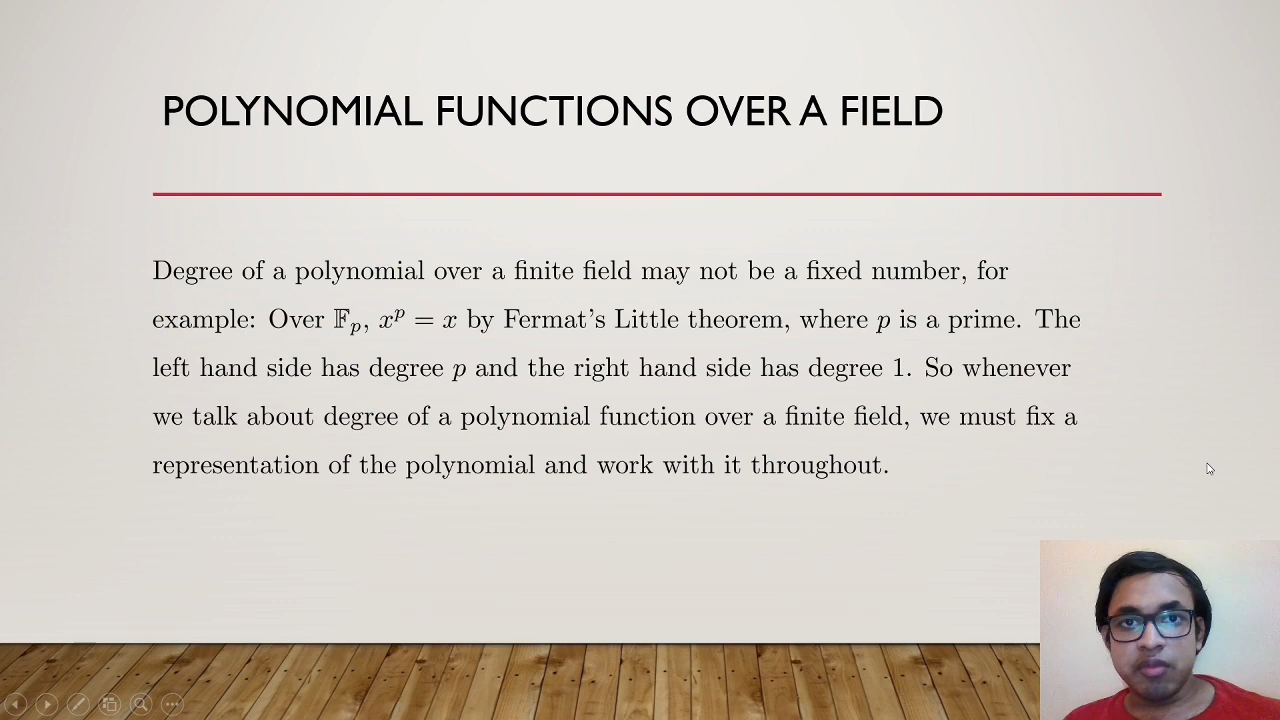 POLYNOMIAL FUNCTIONS OVER A FIELD
Degree of a polynomial over a finite field may not be a fixed number, for
example: Over 𝔽ₚ, xᵖ = x by Fermat's Little theorem, where p is a prime. The
left hand side has degree p and the right hand side has degree 1. So whenever
we talk about degree of a polynomial function over a finite field, we must fix a
representation of the polynomial and work with it throughout.